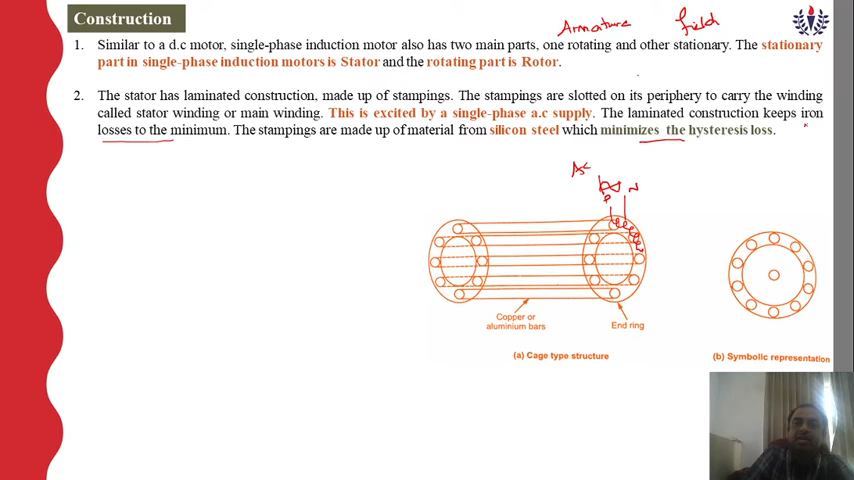 Construction
Armature field
1. Similar to a d.c motor, single-phase induction motor also has two main parts, one rotating and other stationary. The stationary
part in single-phase induction motors is Stator and the rotating part is Rotor.
2. The stator has laminated construction, made up of stampings. The stampings are slotted on its periphery to carry the winding
called stator winding or main winding. This is excited by a single-phase a.c supply. The laminated construction keeps iron
losses to the minimum. The stampings are made up of material from silicon steel which minimizes the hysteresis loss.
P N
Copper or
aluminium bars
End ring
(a) Cage type structure
(b) Symbolic representation